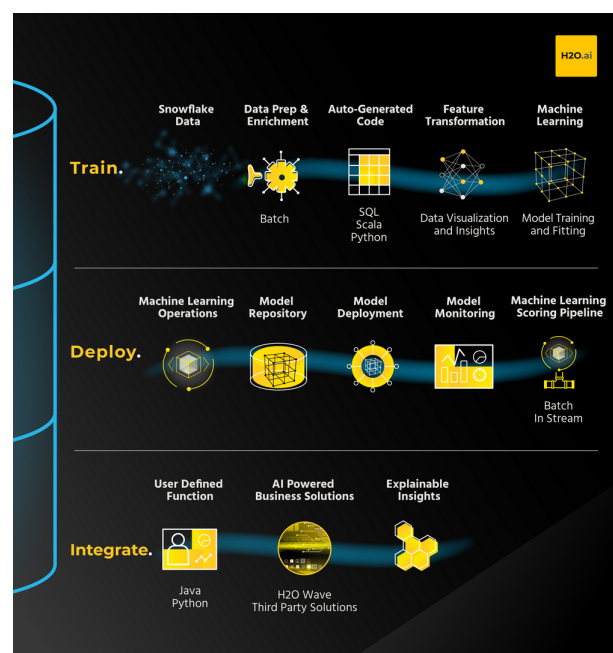 H2O.ai
Snowflake
Data
Data Prep &
Enrichment
Auto-Generated
Code
Feature
Transformation
Machine
Learning
Train.
Batch
SQL
Scala
Python
Data Visualization
and Insights
Model Training
and Fitting
Machine Learning
Operations
Model
Repository
Model
Deployment
Model
Monitoring
Machine Learning
Scoring Pipeline
Deploy.
Batch
In Stream
User Defined
Function
AI Powered
Business Solutions
Explainable
Insights
Integrate.
Java
Python
H2O Wave
Third Party Solutions